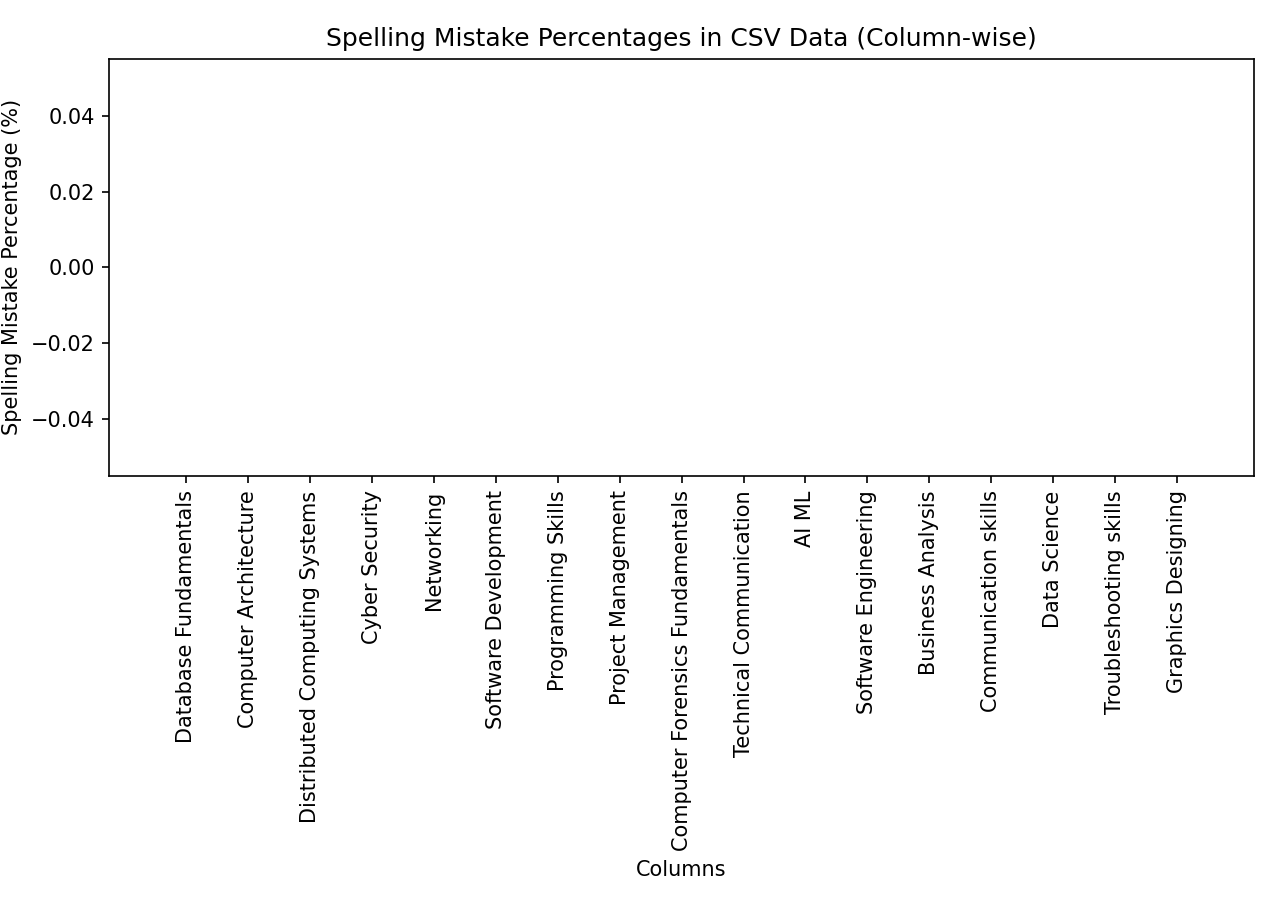 Spelling Mistake Percentages in CSV Data (Column-wise)
Spelling Mistake Percentage (%)
0.04
0.02
0.00
−0.02
−0.04
Database Fundamentals
Computer Architecture
Distributed Computing Systems
Cyber Security
Networking
Software Development
Programming Skills
Project Management
Computer Forensics Fundamentals
Technical Communication
AI ML
Software Engineering
Business Analysis
Communication skills
Data Science
Troubleshooting skills
Graphics Designing
Columns